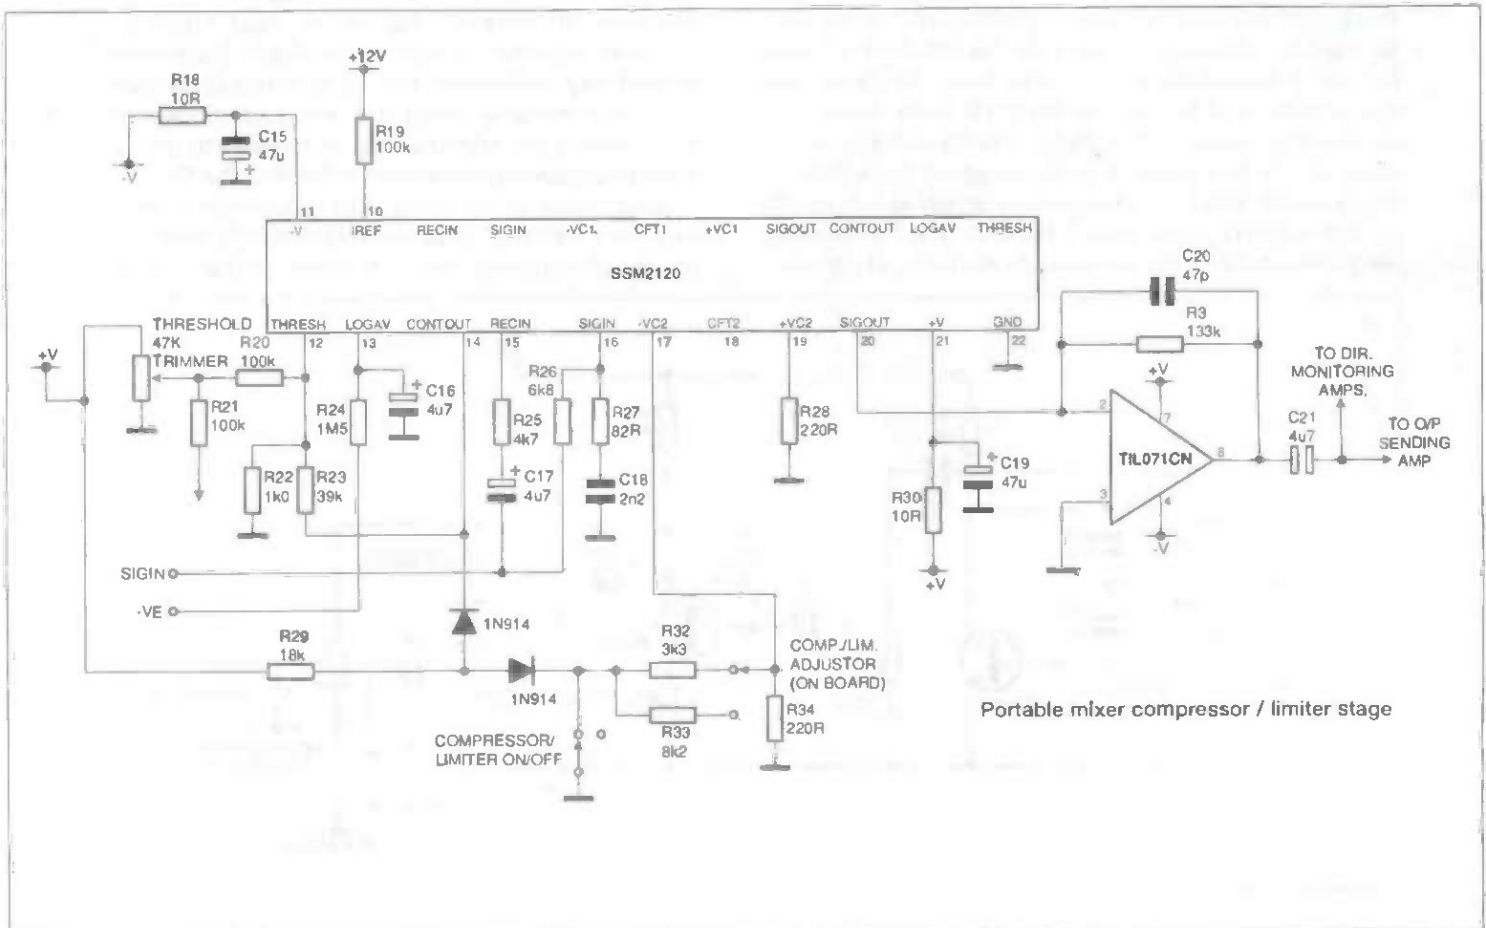 +12V
R18
10R
C15
47u
+
-V
R19
100k
11
10
-V
IREF
RECIN
SIGIN
-VC1
CFT1
+VC1
SIGOUT
CONTOUT
LOGAV
THRESH
SSM2120
THRESH
LOGAV
CONTOUT
RECIN
SIGIN
-VC2
CFT2
+VC2
SIGOUT
+V
GND
12
13
14
15
16
17
18
19
20
21
22
+V
THRESHOLD
47K
TRIMMER
R20
100k
R21
100k
R22
1k0
R23
39k
R24
1M5
+
C16
4u7
R25
4k7
+
C17
4u7
R26
6k8
R27
82R
C18
2n2
R28
220R
+
C19
47u
R30
10R
+V
C20
47p
R3
133k
+V
2
7
TIL071CN
6
3
4
-V
C21
4u7
TO DIR.
MONITORING
AMPS.
TO O/P
SENDING
AMP
SIGIN
-VE
R29
18k
1N914
1N914
R32
3k3
R33
8k2
COMP./LIM.
ADJUSTOR
(ON BOARD)
R34
220R
COMPRESSOR/
LIMITER ON/OFF
Portable mixer compressor / limiter stage